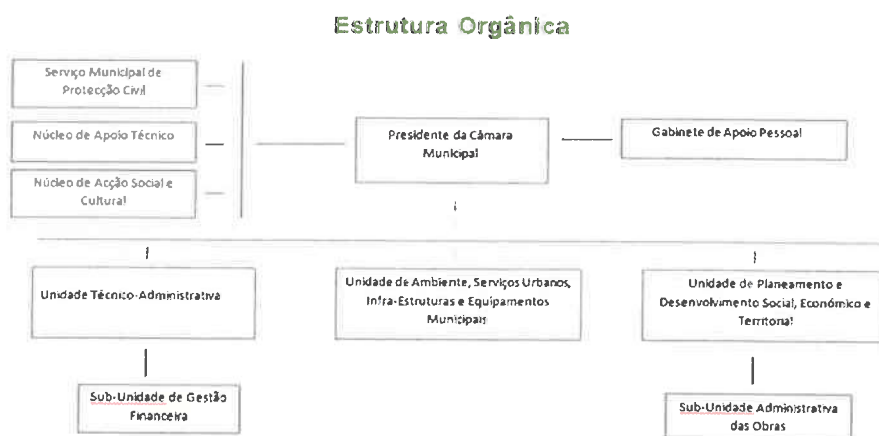 Estrutura Orgânica
Serviço Municipal de
Protecção Civil
Núcleo de Apoio Técnico
Núcleo de Acção Social e
Cultural
Presidente da Câmara
Municipal
Gabinete de Apoio Pessoal
Unidade Técnico-Administrativa
Unidade de Ambiente, Serviços Urbanos,
Infra-Estruturas e Equipamentos
Municipais
Unidade de Planeamento e
Desenvolvimento Social, Económico e
Territorial
Sub-Unidade de Gestão
Financeira
Sub-Unidade Administrativa
das Obras